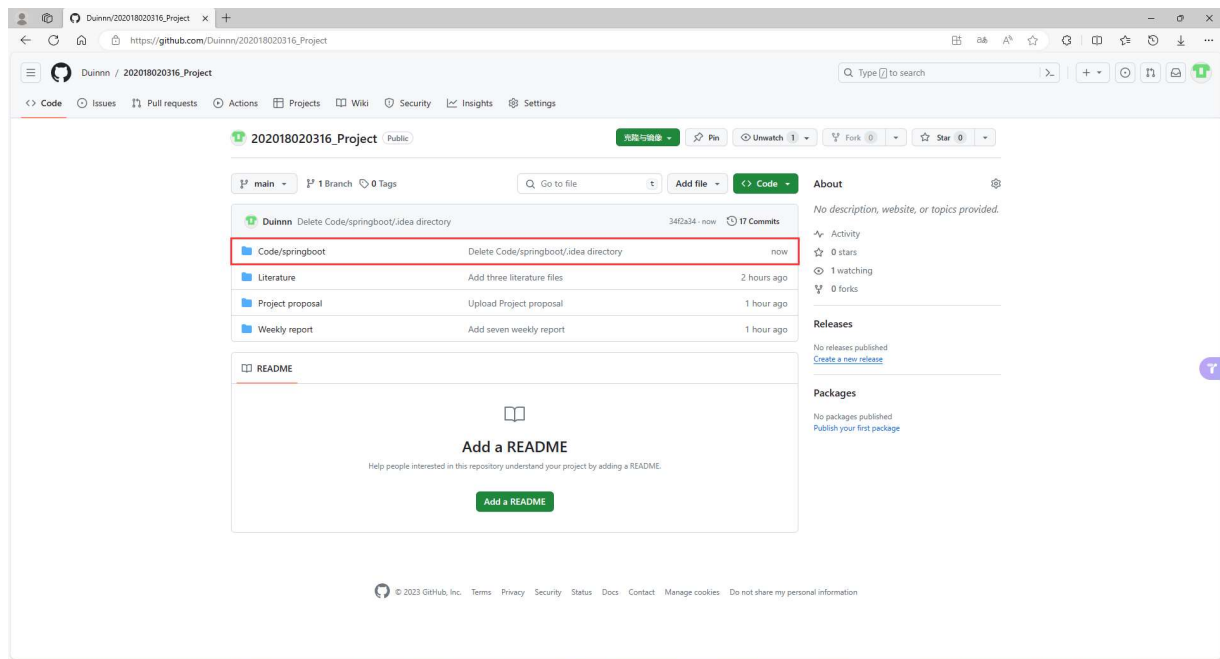 Duinnn/202018020316_Project
https://github.com/Duinnn/202018020316_Project
Duinnn / 202018020316_Project
Type / to search
<> Code Issues Pull requests Actions Projects Wiki Security Insights Settings
202018020316_Project Public
克隆与镜像 Pin Unwatch 1 Fork 0 Star 0
main 1 Branch 0 Tags Go to file t Add file <> Code
Duinnn Delete Code/springboot/.idea directory 34f2a34 · now 17 Commits
Code/springboot Delete Code/springboot/.idea directory now
Literature Add three literature files 2 hours ago
Project proposal Upload Project proposal 1 hour ago
Weekly report Add seven weekly report 1 hour ago
README
Add a README
Help people interested in this repository understand your project by adding a README.
Add a README
About
No description, website, or topics provided.
Activity
0 stars
1 watching
0 forks
Releases
No releases published
Create a new release
Packages
No packages published
Publish your first package
© 2023 GitHub, Inc. Terms Privacy Security Status Docs Contact Manage cookies Do not share my personal information